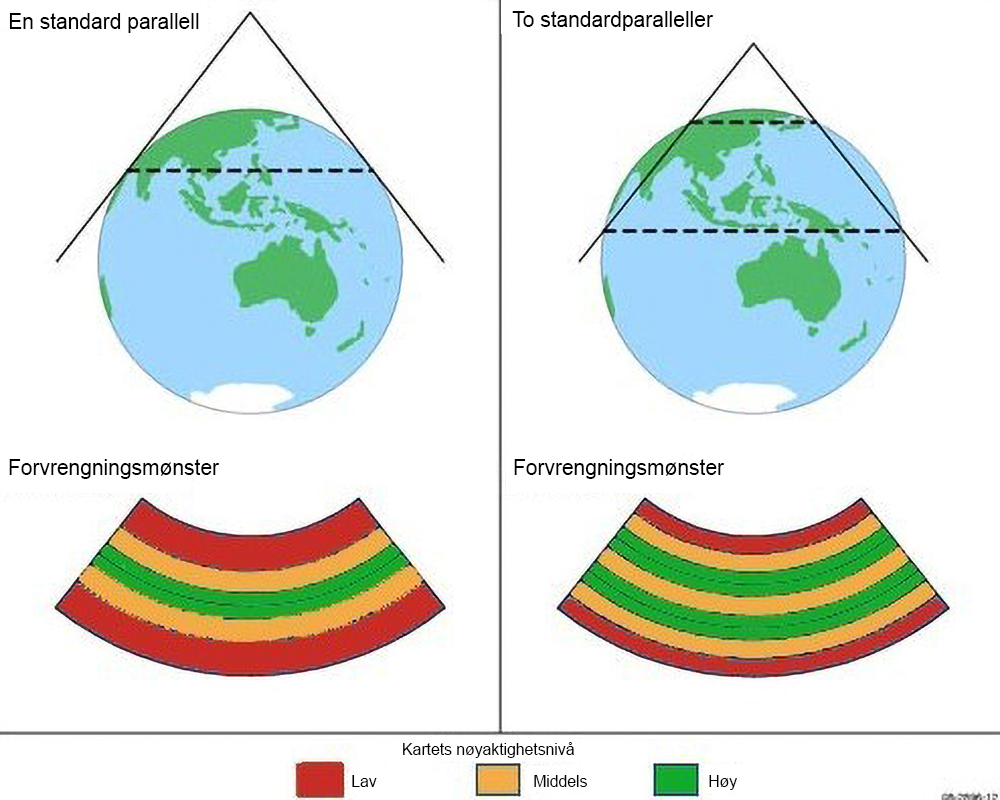 En standard parallell
To standardparalleller
Forvrengningsmønster
Forvrengningsmønster
Kartets nøyaktighetsnivå
Lav
Middels
Høy